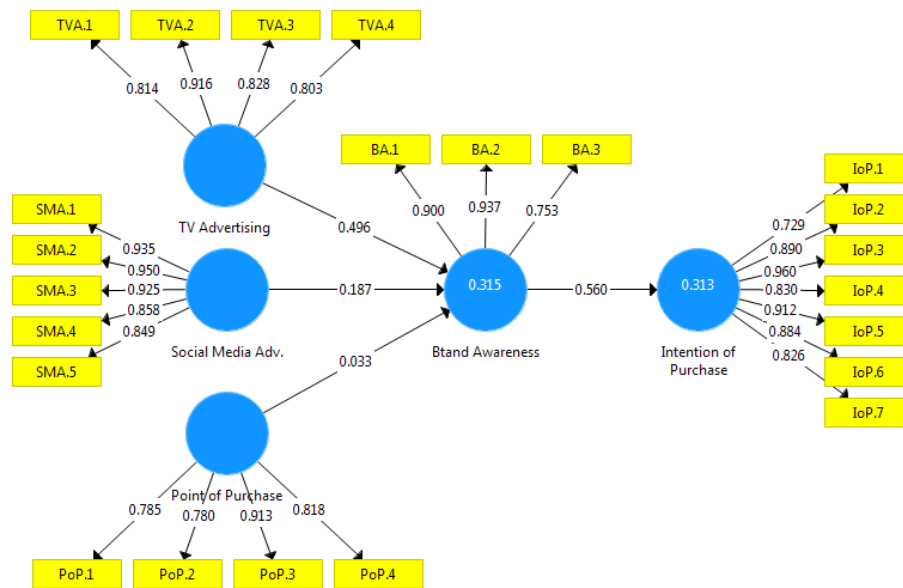 TVA.1
TVA.2
TVA.3
TVA.4
0.814
0.916
0.828
0.803
TV Advertising
BA.1
BA.2
BA.3
0.900
0.937
0.753
SMA.1
SMA.2
SMA.3
SMA.4
SMA.5
0.935
0.950
0.925
0.858
0.849
Social Media Adv.
0.496
0.187
0.033
0.315
Btand Awareness
0.560
0.313
Intention of
Purchase
0.729
0.890
0.960
0.830
0.912
0.884
0.826
IoP.1
IoP.2
IoP.3
IoP.4
IoP.5
IoP.6
IoP.7
Point of Purchase
0.785
0.780
0.913
0.818
PoP.1
PoP.2
PoP.3
PoP.4